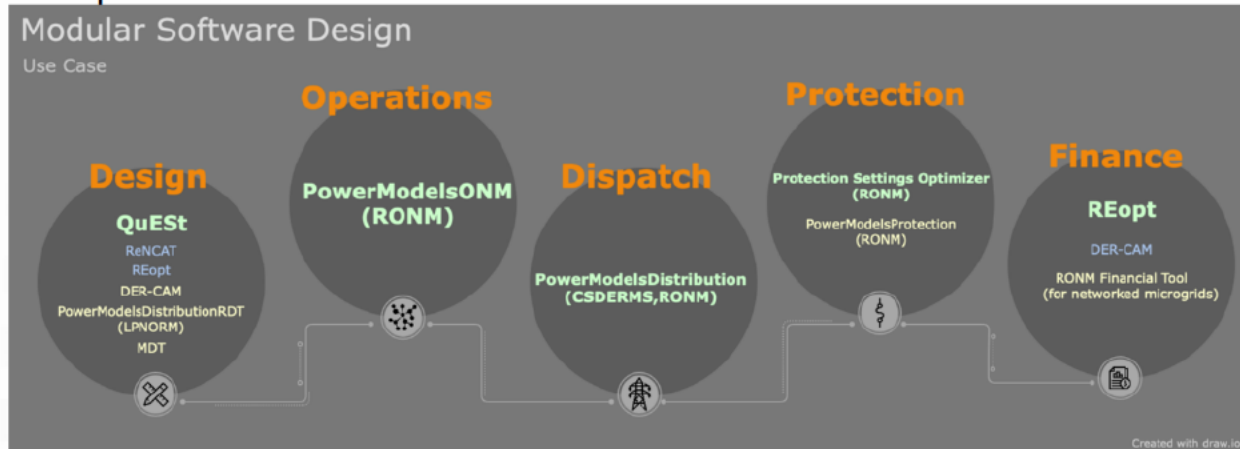 Modular Software Design
Use Case
Design
QuESt
ReNCAT
REopt
DER-CAM
PowerModelsDistributionRDT
(LPNORM)
MDT
Operations
PowerModelsONM
(RONM)
Dispatch
PowerModelsDistribution
(CSDERMS,RONM)
Protection
Protection Settings Optimizer
(RONM)
PowerModelsProtection
(RONM)
Finance
REopt
DER-CAM
RONM Financial Tool
(for networked microgrids)
Created with draw.io